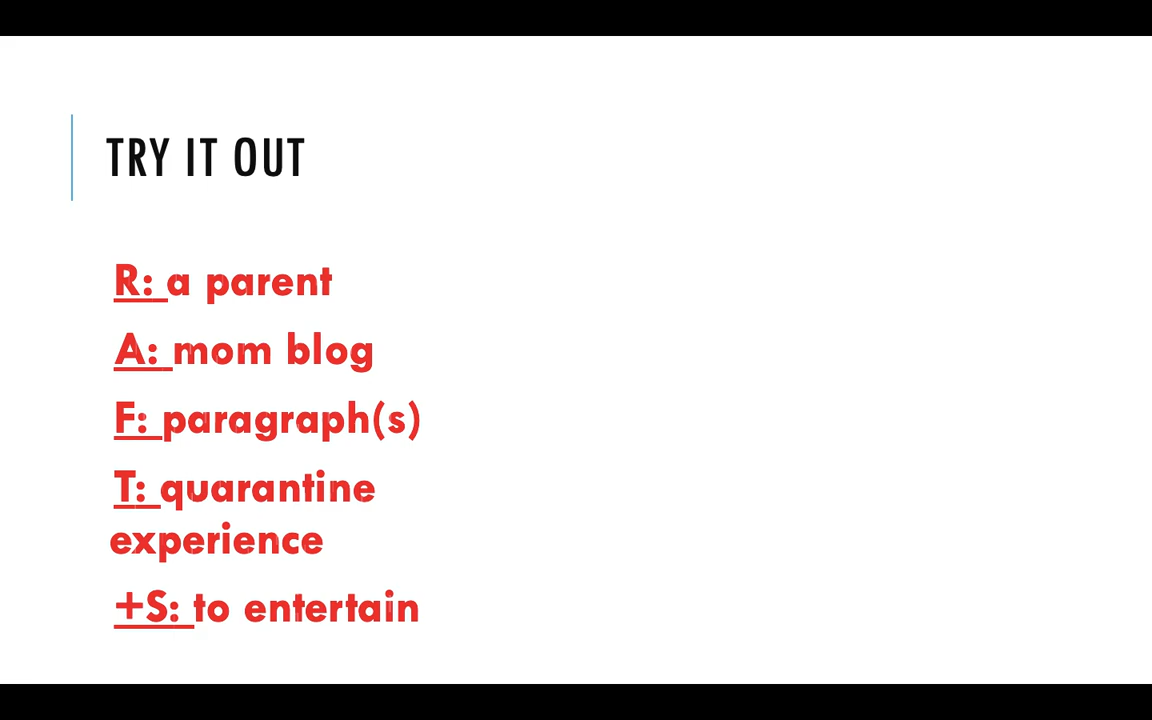 TRY IT OUT
R: a parent
A: mom blog
F: paragraph(s)
T: quarantine
experience
+S: to entertain